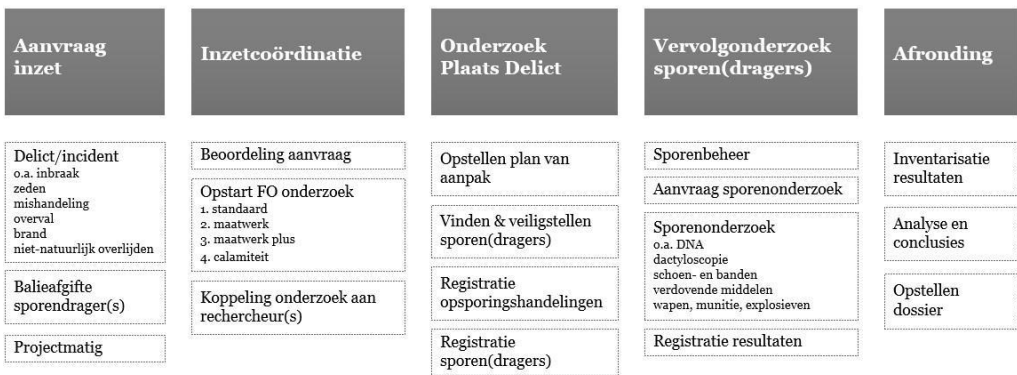 Aanvraag
inzet
Inzetcoördinatie
Onderzoek
Plaats Delict
Vervolgonderzoek
sporen(dragers)
Afronding
Delict/incident
o.a. inbraak
zeden
mishandeling
overval
brand
niet-natuurlijk overlijden
Balieafgifte
sporendrager(s)
Projectmatig
Beoordeling aanvraag
Opstart FO onderzoek
1. standaard
2. maatwerk
3. maatwerk plus
4. calamiteit
Koppeling onderzoek aan
rechercheur(s)
Opstellen plan van
aanpak
Vinden & veiligstellen
sporen(dragers)
Registratie
opsporingshandelingen
Registratie
sporen(dragers)
Sporenbeheer
Aanvraag sporenonderzoek
Sporenonderzoek
o.a. DNA
dactyloscopie
schoen- en banden
verdovende middelen
wapen, munitie, explosieven
Registratie resultaten
Inventarisatie
resultaten
Analyse en
conclusies
Opstellen
dossier